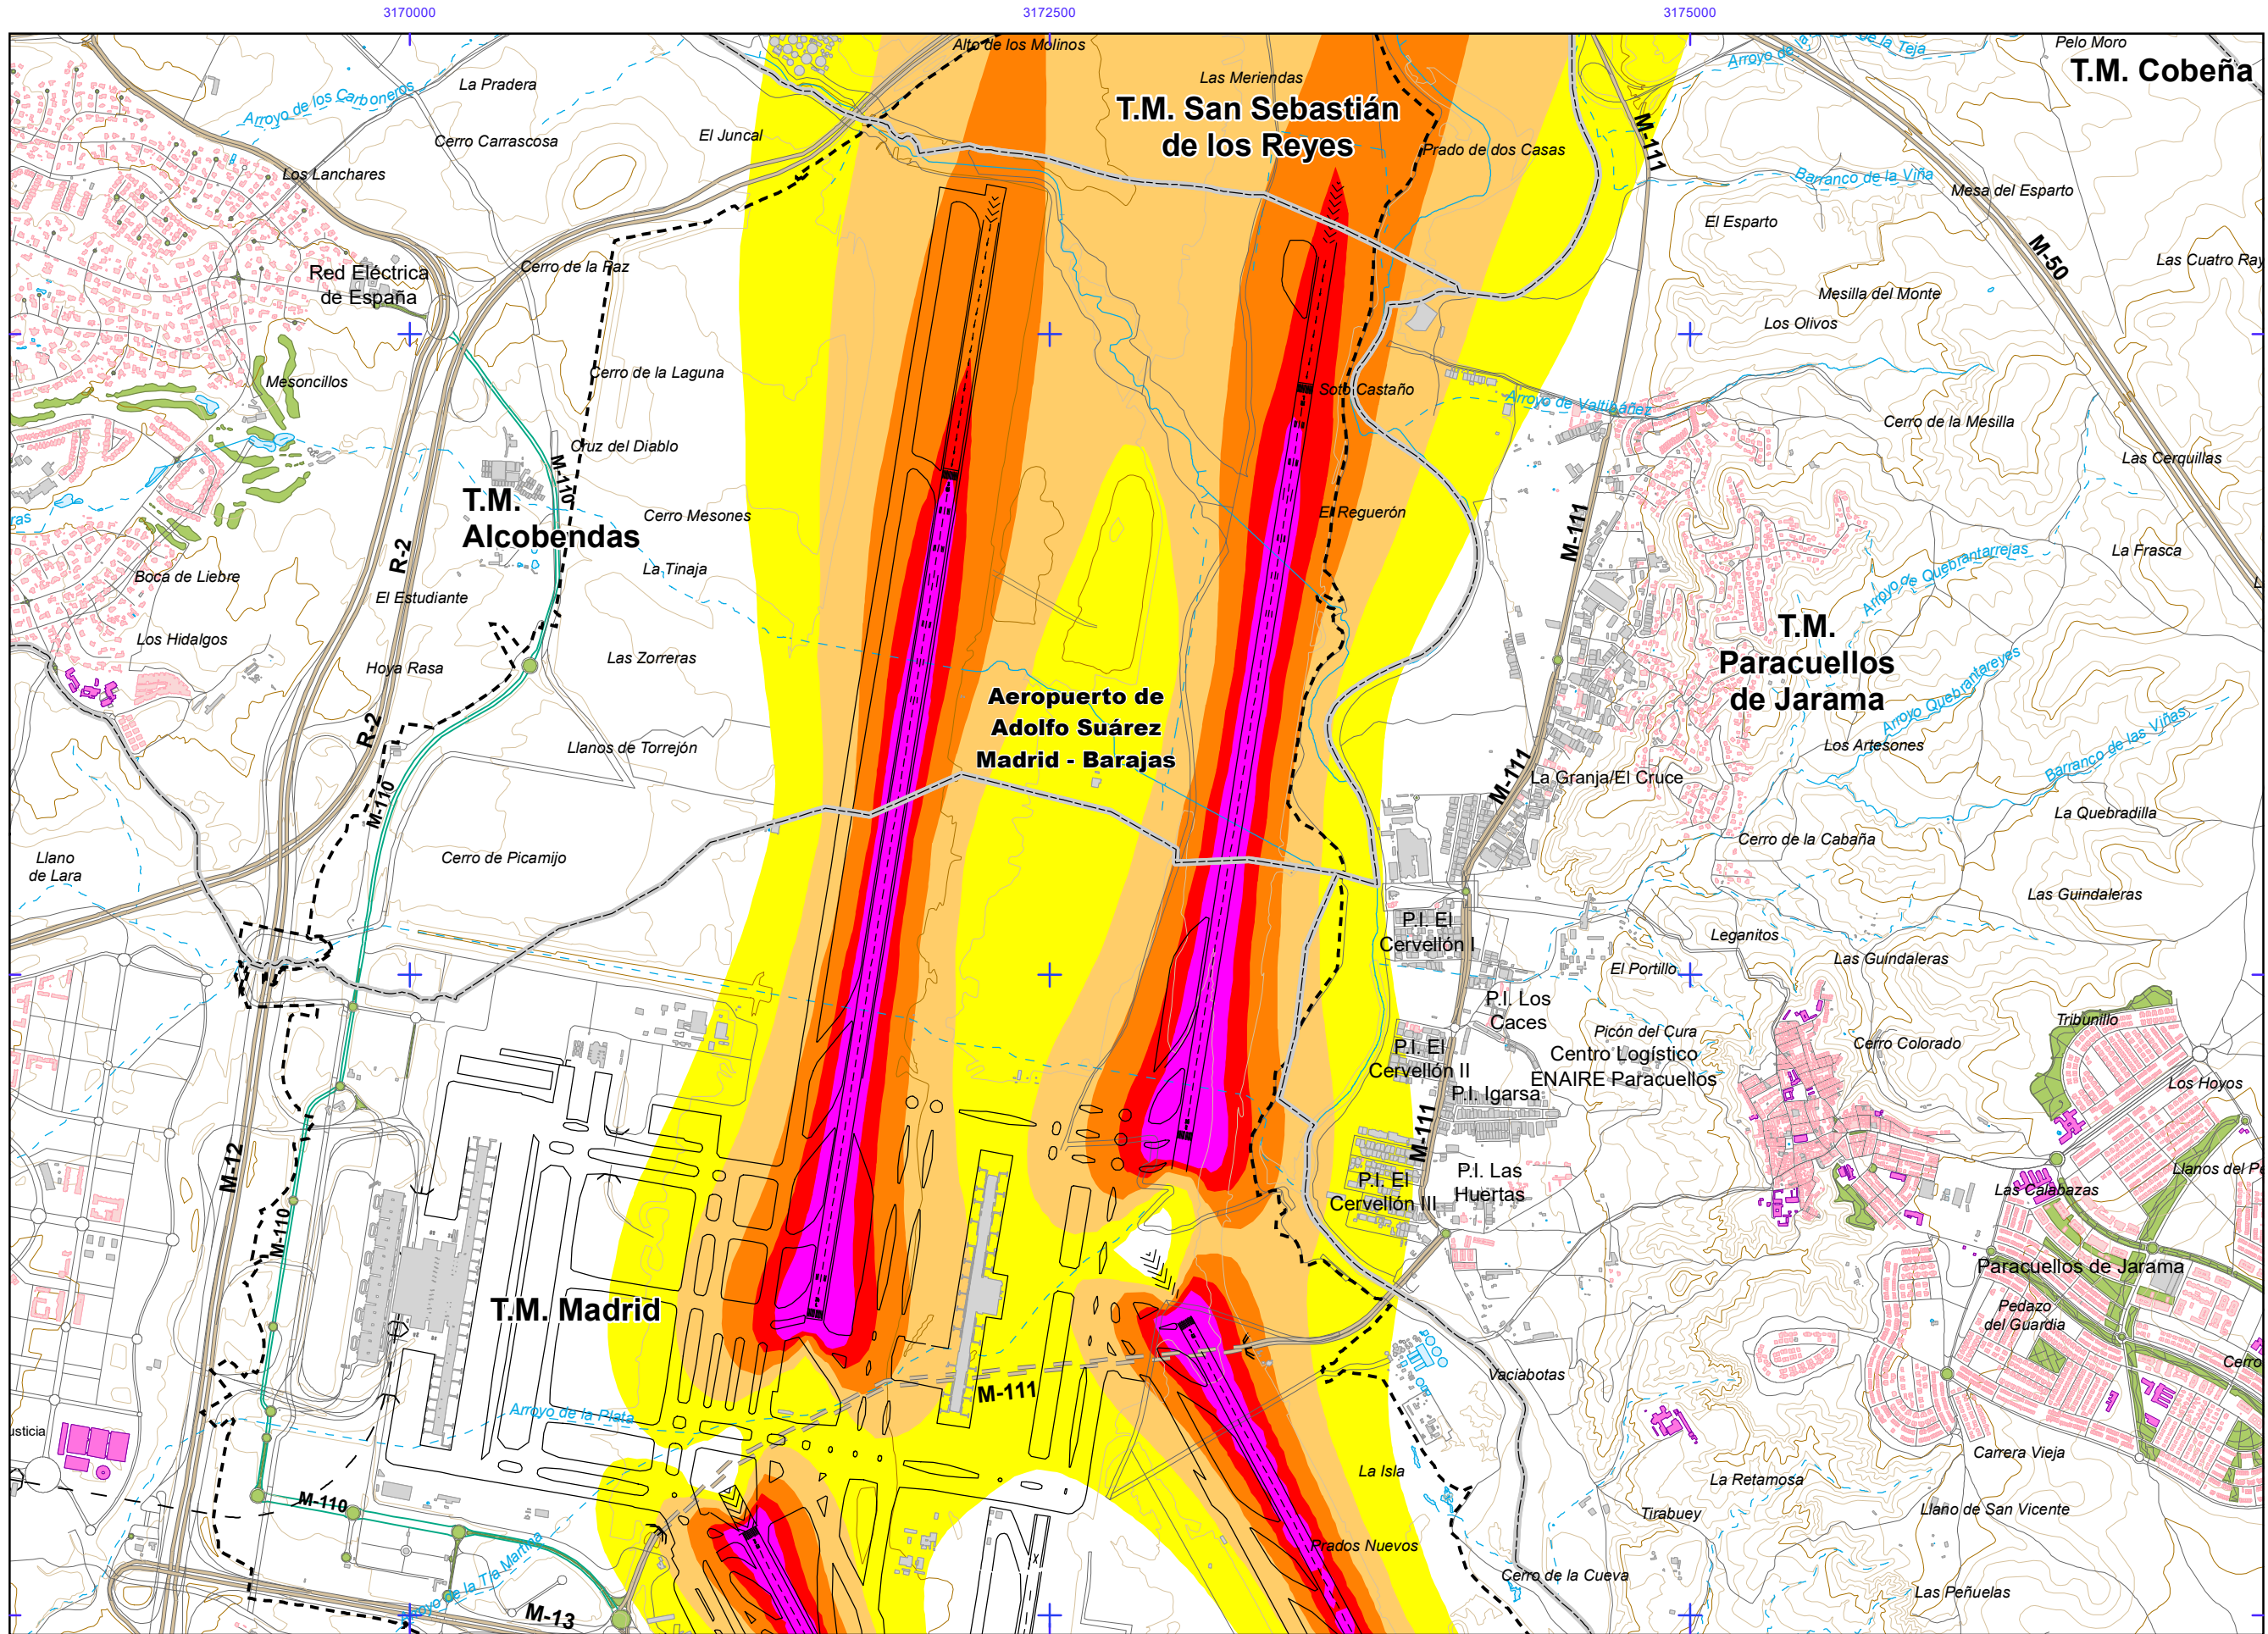 3170000
3172500
3175000
Alto de los Molinos
Arroyo de la
de la Teja
Pelo Moro
T.M. Cobeña
La Pradera
Las Meriendas
Arroyo de los Carboneros
T.M. San Sebastián
de los Reyes
Cerro Carrascosa
El Juncal
Prado de dos Casas
M-111
Los Lanchares
Barranco de la Viña
Mesa del Esparto
El Esparto
M-50
Las Cuatro Ray
Red Eléctrica
de España
Cerro de la Paz
Mesilla del Monte
Los Olivos
Mesoncillos
Cerro de la Laguna
Soto Castaño
Arroyo de Valtibáñez
Cerro de la Mesilla
Cruz del Diablo
M-110
Las Cerquillas
T.M.
Alcobendas
Cerro Mesones
El Reguerón
ras
M-111
R-2
La Frasca
Arroyo de Quebrantarrejas
Boca de Liebre
La Tinaja
El Estudiante
T.M.
Paracuellos
de Jarama
Los Hidalgos
Hoya Rasa
Las Zorreras
Aeropuerto de
Adolfo Suárez
Madrid - Barajas
Arroyo Quebrantareyes
R-2
Llanos de Torrejón
Los Artesones
Barranco de las Viñas
M-111
La Granja/El Cruce
M-110
La Quebradilla
Cerro de la Cabaña
Llano
de Lara
Cerro de Picamijo
Las Guindaleras
P.I. El
Cervellón I
Leganitos
Las Guindaleras
El Portillo
P.I. Los
Caces
Tribunillo
Picón del Cura
P.I. El
Cervellón II
Centro Logístico
ENAIRE Paracuellos
Cerro Colorado
P.I. Igarsa
Los Hoyos
M-111
M-12
P.I. Las
Huertas
P.I. El
Cervellón III
Llanos del P
Las Calabazas
M-110
Paracuellos de Jarama
T.M. Madrid
Pedazo
del Guardia
Cerro
Vaciabotas
M-111
Arroyo de la Plata
usticia
Carrera Vieja
La Isla
La Retamosa
M-110
Tirabuey
Llano de San Vicente
Prados Nuevos
Arroyo de la Tía Martina
Cerro de la Cueva
Las Peñuelas
M-13